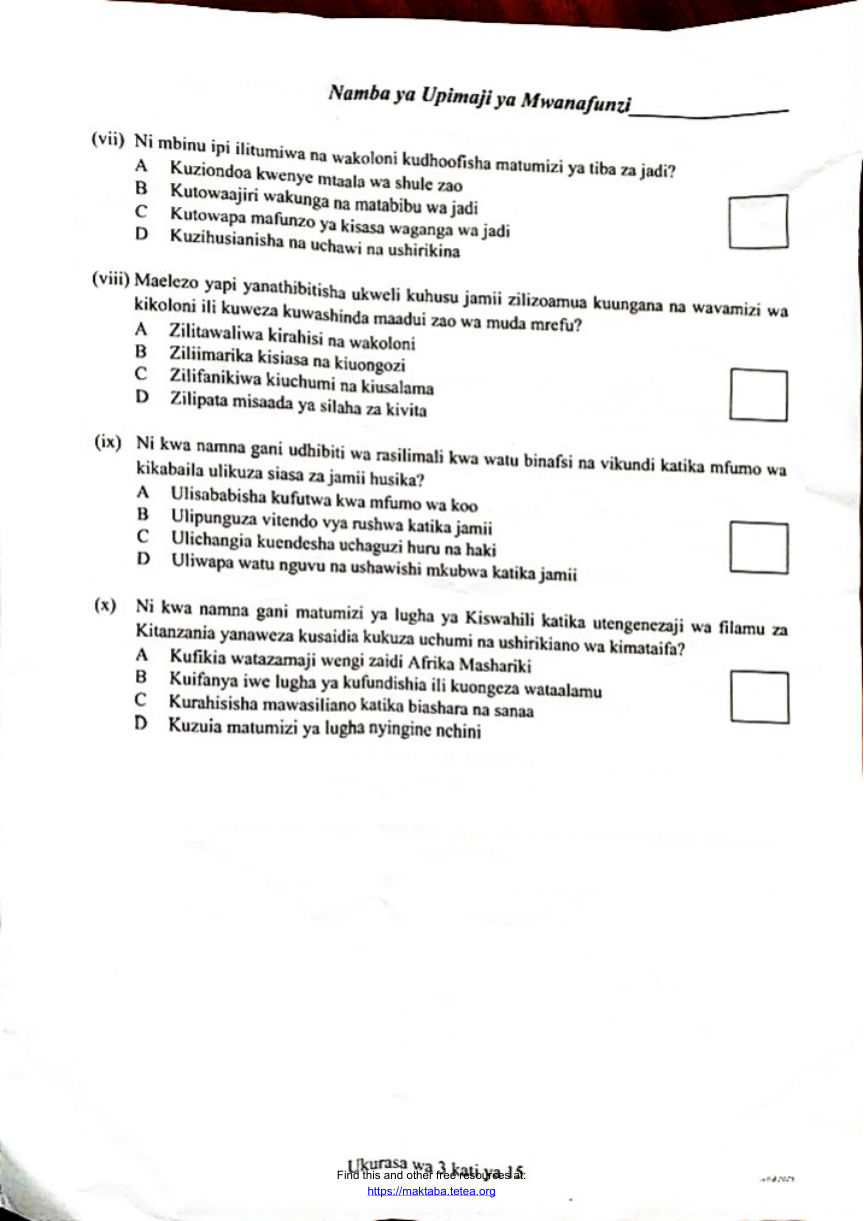 Namba ya Upimaji ya Mwanafunzi
(vii) Ni mbinu ipi ilitumiwa na wakoloni kudhoofisha matumizi ya tiba za jadi?
A Kuziondoa kwenye mtaala wa shule zao
B Kutowaajiri wakunga na matabibu wa jadi
C Kutowapa mafunzo ya kisasa waganga wa jadi
D Kuzihusianisha na uchawi na ushirikina
(viii) Maelezo yapi yanathibitisha ukweli kuhusu jamii zilizoamua kuungana na wavamizi wa
kikoloni ili kuweza kuwashinda maadui zao wa muda mrefu?
A Zilitawaliwa kirahisi na wakoloni
B Ziliimarika kisiasa na kiuongozi
C Zilifanikiwa kiuchumi na kiusalama
D Zilipata misaada ya silaha za kivita
(ix) Ni kwa namna gani udhibiti wa rasilimali kwa watu binafsi na vikundi katika mfumo wa
kikabaila ulikuza siasa za jamii husika?
A Ulisababisha kufutwa kwa mfumo wa koo
B Ulipunguza vitendo vya rushwa katika jamii
C Ulichangia kuendesha uchaguzi huru na haki
D Uliwapa watu nguvu na ushawishi mkubwa katika jamii
(x) Ni kwa namna gani matumizi ya lugha ya Kiswahili katika utengenezaji wa filamu za
Kitanzania yanaweza kusaidia kukuza uchumi na ushirikiano wa kimataifa?
A Kufikia watazamaji wengi zaidi Afrika Mashariki
B Kuifanya iwe lugha ya kufundishia ili kuongeza wataalamu
C Kurahisisha mawasiliano katika biashara na sanaa
D Kuzuia matumizi ya lugha nyingine nchini
Ukurasa wa 3 kati ya 15
Find this and other free resources at:
https://maktaba.tetea.org